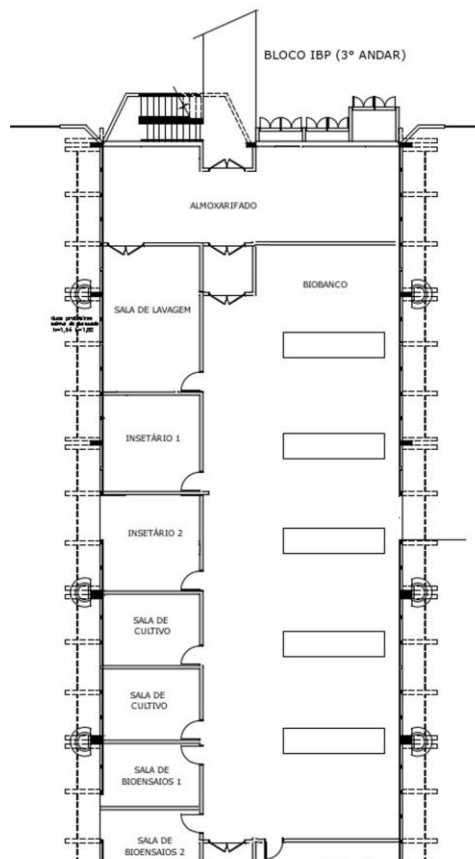 BLOCO IBP (3° ANDAR)
ALMOXARIFADO
BIOBANCO
SALA DE LAVAGEM
INSETÁRIO 1
INSETÁRIO 2
SALA DE
CULTIVO
SALA DE
CULTIVO
SALA DE
BIOENSAIOS 1
SALA DE
BIOENSAIOS 2